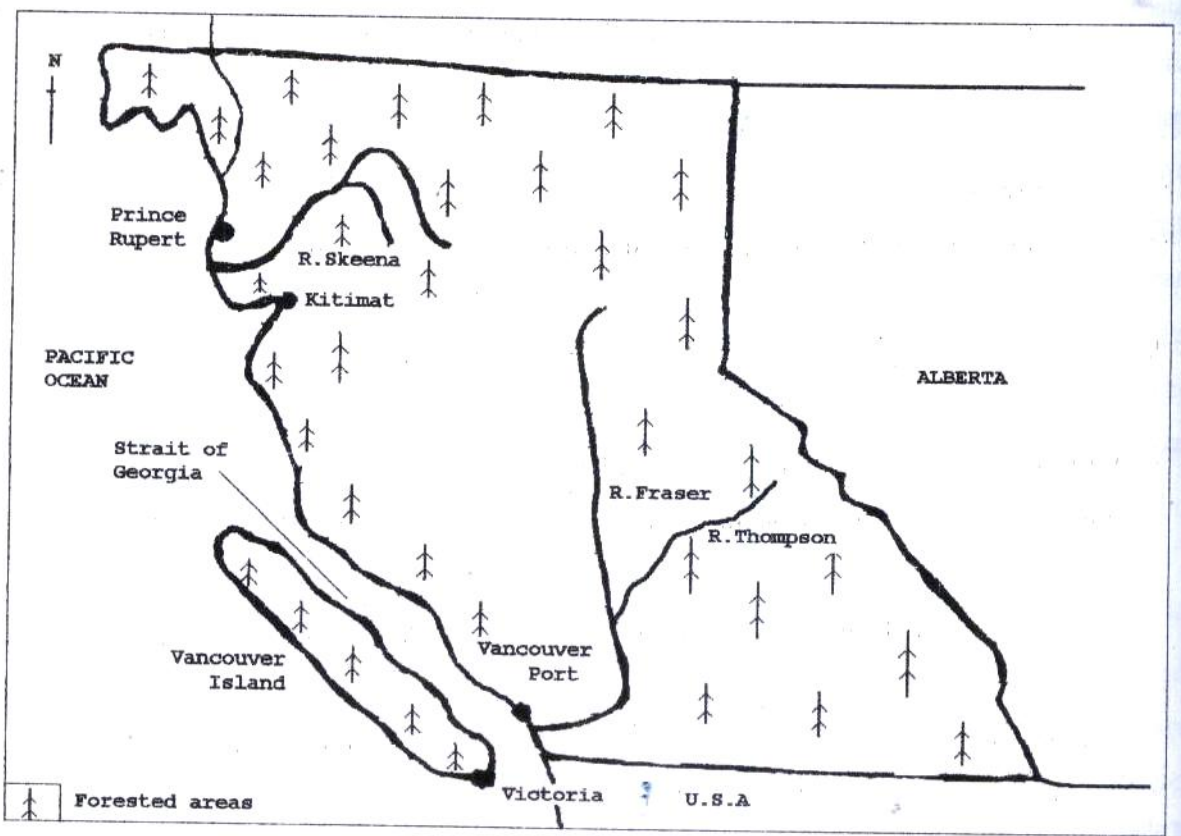 N
Prince
Rupert
R.Skeena
Kitimat
PACIFIC
OCEAN
ALBERTA
Strait of
Georgia
R.Fraser
R.Thompson
Vancouver
Island
Vancouver
Port
Victoria
U.S.A
Forested areas